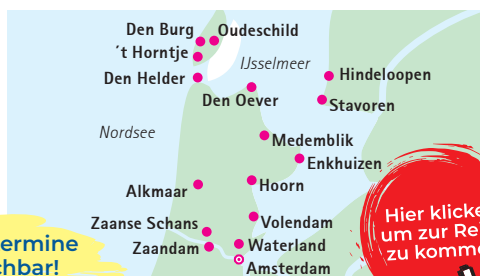 Den Burg
Oudeschild
´t Horntje
IJsselmeer
Den Helder
Hindeloopen
Den Oever
Stavoren
Nordsee
Medemblik
Enkhuizen
Alkmaar
Hoorn
Hier klicke
um zur Re
zu komme
Zaanse Schans
Volendam
ermine
Zaandam
Waterland
chbar!
Amsterdam